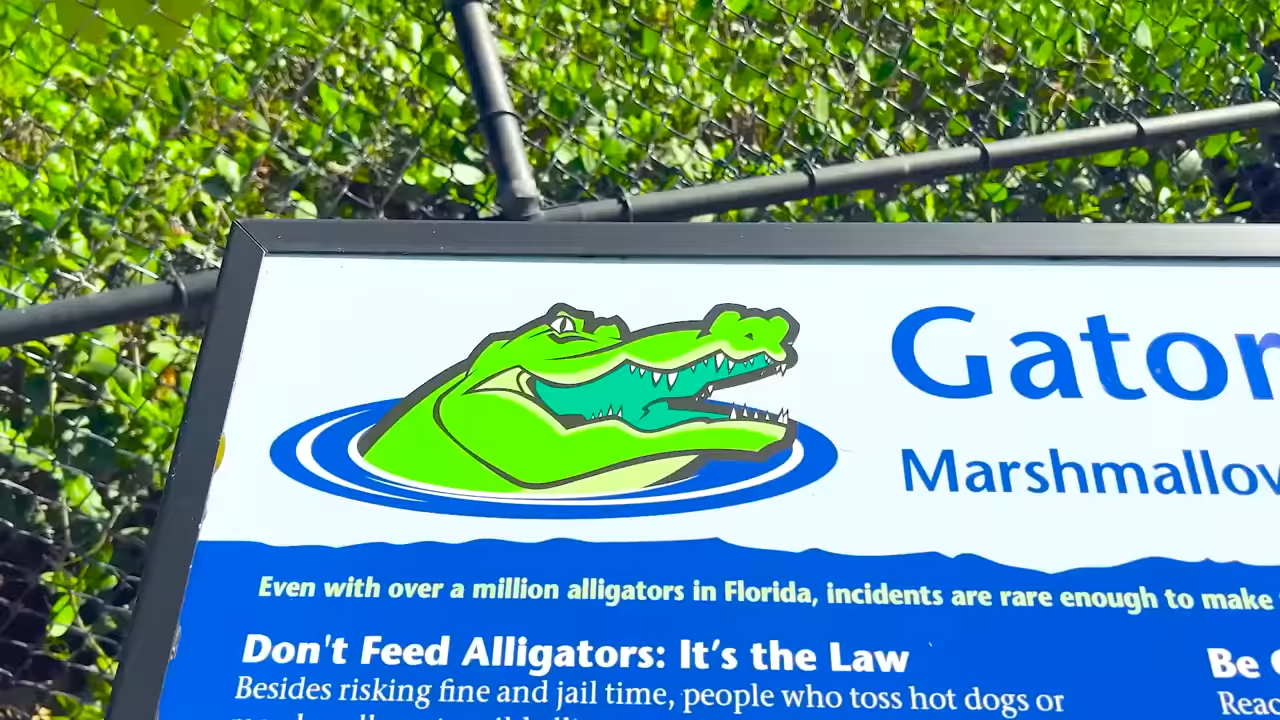 Gator
Marshmallow
Even with over a million alligators in Florida, incidents are rare enough to make
Don't Feed Alligators: It's the Law
Be
Besides risking fine and jail time, people who toss hot dogs or